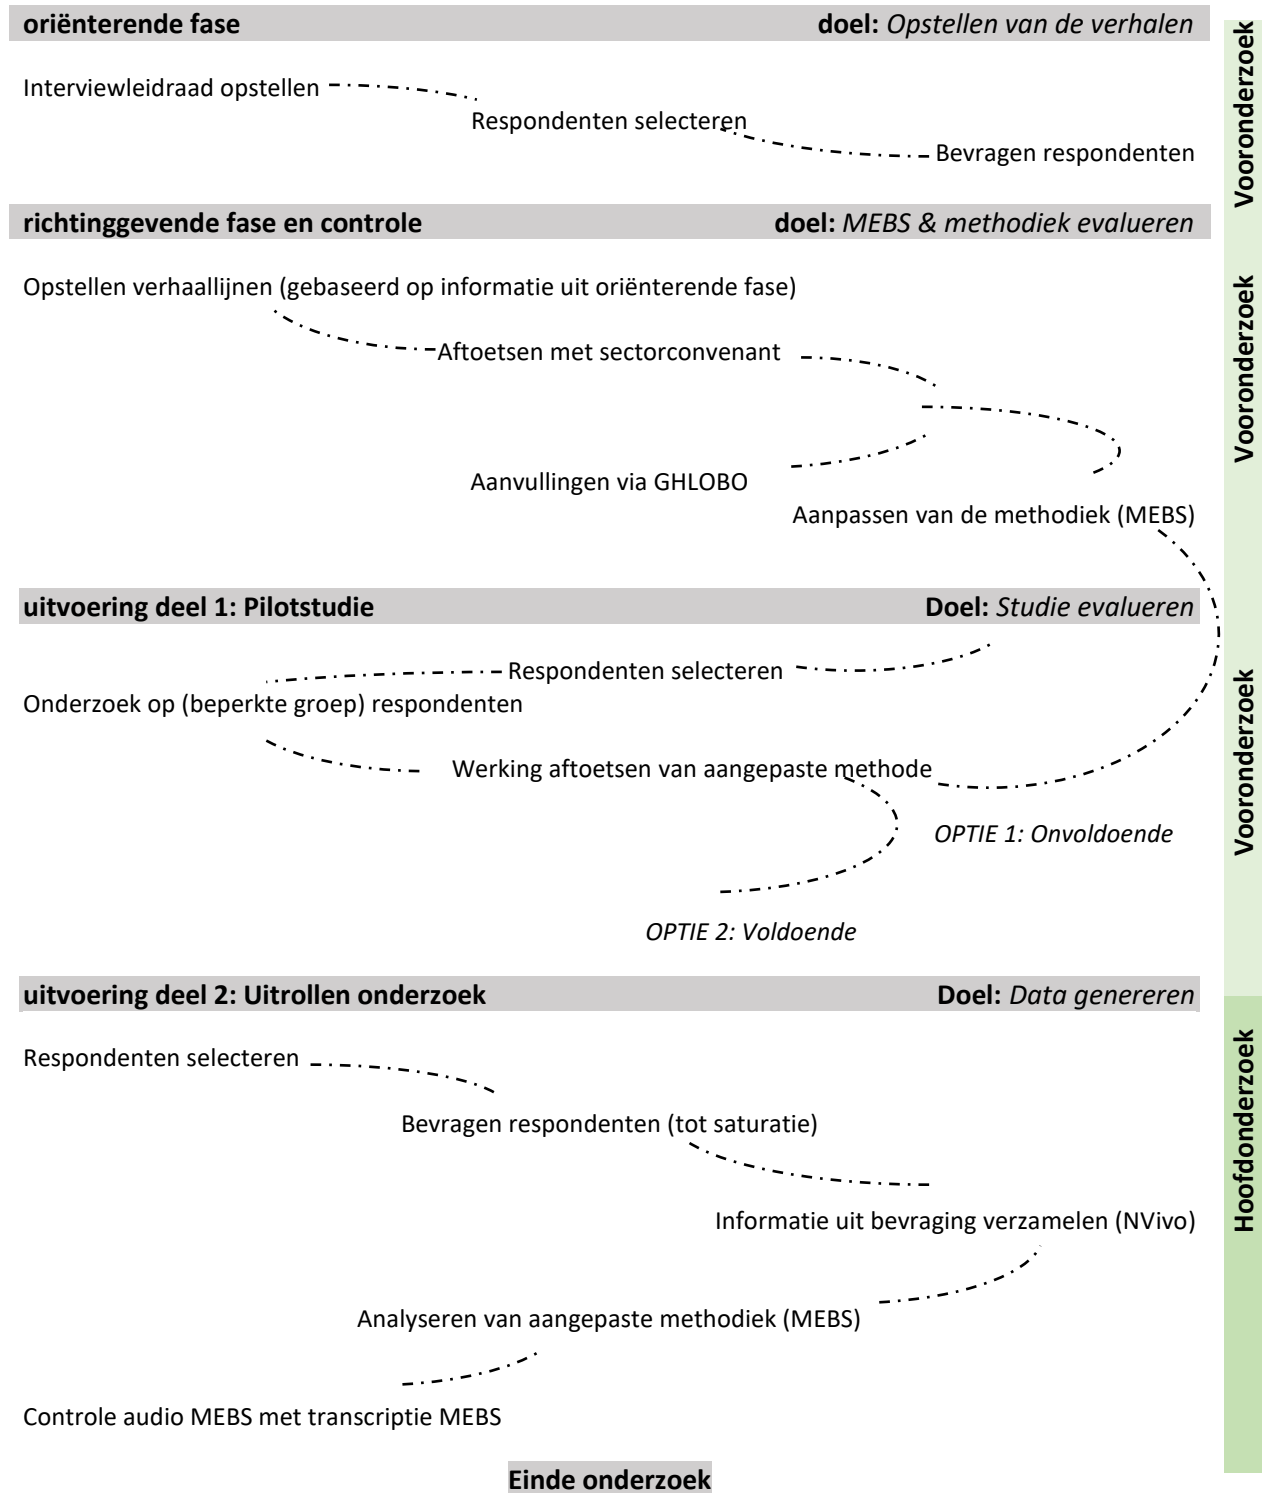 oriënterende fase doel: Opstellen van de verhalen
Interviewleidraad opstellen
Respondenten selecteren
Bevragen respondenten
Vooronderzoek
richtinggevende fase en controle doel: MEBS & methodiek evalueren
Opstellen verhaallijnen (gebaseerd op informatie uit oriënterende fase)
Aftoetsen met sectorconvenant
Aanvullingen via GHLOBO
Aanpassen van de methodiek (MEBS)
Vooronderzoek
uitvoering deel 1: Pilotstudie Doel: Studie evalueren
Respondenten selecteren
Onderzoek op (beperkte groep) respondenten
Werking aftoetsen van aangepaste methode
OPTIE 1: Onvoldoende
OPTIE 2: Voldoende
Vooronderzoek
uitvoering deel 2: Uitrollen onderzoek Doel: Data genereren
Respondenten selecteren
Bevragen respondenten (tot saturatie)
Informatie uit bevraging verzamelen (NVivo)
Analyseren van aangepaste methodiek (MEBS)
Controle audio MEBS met transcriptie MEBS
Hoofdonderzoek
Einde onderzoek